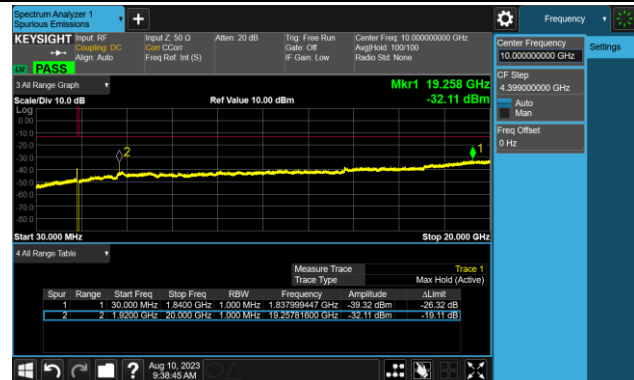 Spectrum Analyzer 1
Spurious Emissions
Frequency
KEYSIGHT
Input: RF
Coupling: DC
Align: Auto
Input Z: 50 Ω
Corr CCorr
Freq Ref: Int (S)
Atten: 20 dB
Trig: Free Run
Gate: Off
IF Gain: Low
Center Freq: 10.000000000 GHz
Avg|Hold: 100/100
Radio Std: None
PASS
Center Frequency
10.000000000 GHz
Settings
CF Step
4.399000000 GHz
Auto
Man
Freq Offset
0 Hz
3 All Range Graph
Mkr1 19.258 GHz
Scale/Div 10.0 dB
Ref Value 10.00 dBm
-32.11 dBm
Log
0.00
-10.0
-20.0
-30.0
-40.0
-50.0
-60.0
-70.0
-80.0
2
1
Start 30.000 MHz
Stop 20.000 GHz
4 All Range Table
Measure Trace Trace 1
Trace Type Max Hold (Active)
Spur Range Start Freq Stop Freq RBW Frequency Amplitude ΔLimit
1 1 30.000 MHz 1.8400 GHz 1.000 MHz 1.837999447 GHz -39.32 dBm -26.32 dB
2 2 1.9200 GHz 20.000 GHz 1.000 MHz 19.25781600 GHz -32.11 dBm -19.11 dB
Aug 10, 2023
9:38:45 AM